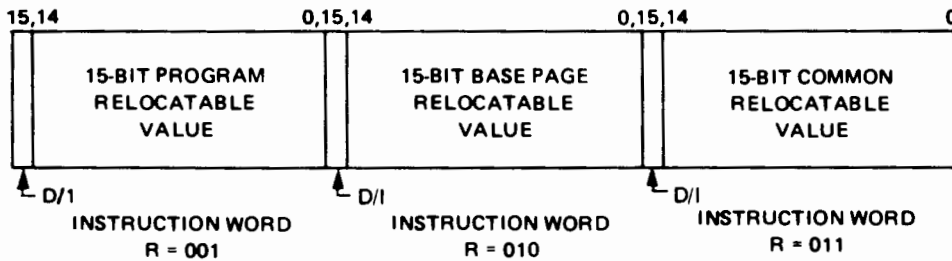 15,14 0,15,14 0,15,14 0
15-BIT PROGRAM
RELOCATABLE
VALUE
15-BIT BASE PAGE
RELOCATABLE
VALUE
15-BIT COMMON
RELOCATABLE
VALUE
D/1
D/I
D/I
INSTRUCTION WORD
R = 001
INSTRUCTION WORD
R = 010
INSTRUCTION WORD
R = 011